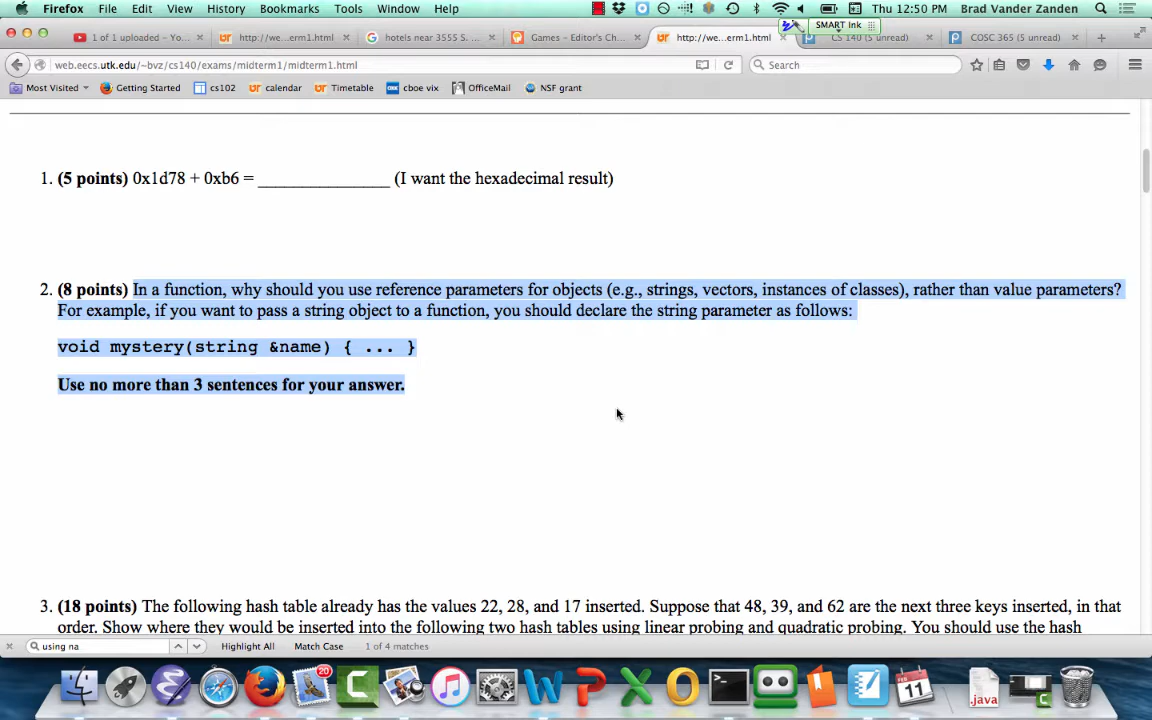 Firefox File Edit View History Bookmarks Tools Window Help Thu 12:50 PM Brad Vander Zanden
SMART Ink
1 of 1 uploaded – Yo... http://we...erm1.html hotels near 3555 S. ... Games – Editor's Ch... http://we...erm1.html CS 140 (5 unread) COSC 365 (5 unread)
web.eecs.utk.edu/~bvz/cs140/exams/midterm1/midterm1.html Search
Most Visited Getting Started cs102 calendar Timetable cboe vix OfficeMail NSF grant
1. (5 points) 0x1d78 + 0xb6 = _______________ (I want the hexadecimal result)
2. (8 points) In a function, why should you use reference parameters for objects (e.g., strings, vectors, instances of classes), rather than value parameters?
For example, if you want to pass a string object to a function, you should declare the string parameter as follows:
void mystery(string &name) { ... }
Use no more than 3 sentences for your answer.
3. (18 points) The following hash table already has the values 22, 28, and 17 inserted. Suppose that 48, 39, and 62 are the next three keys inserted, in that
order. Show where they would be inserted into the following two hash tables using linear probing and quadratic probing. You should use the hash
using na Highlight All Match Case 1 of 4 matches
20
FEB
11
.java